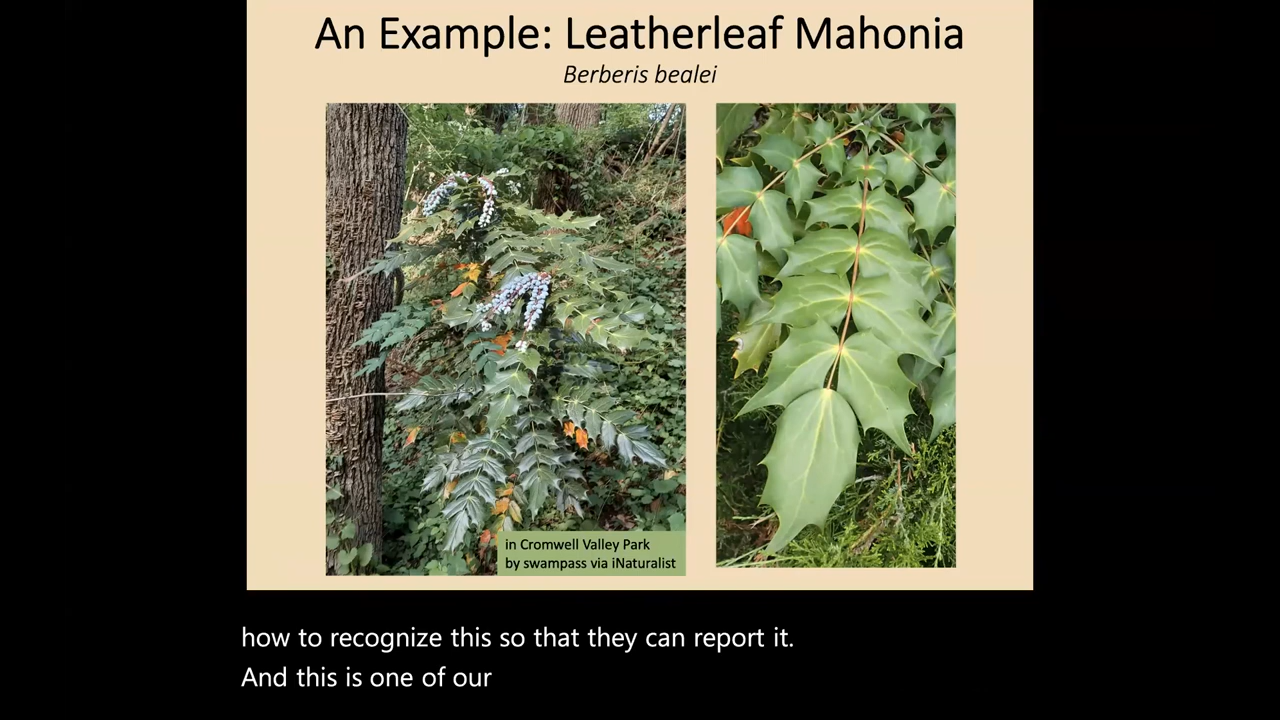 An Example: Leatherleaf Mahonia
Berberis bealei
in Cromwell Valley Park
by swampass via iNaturalist
how to recognize this so that they can report it.
And this is one of our